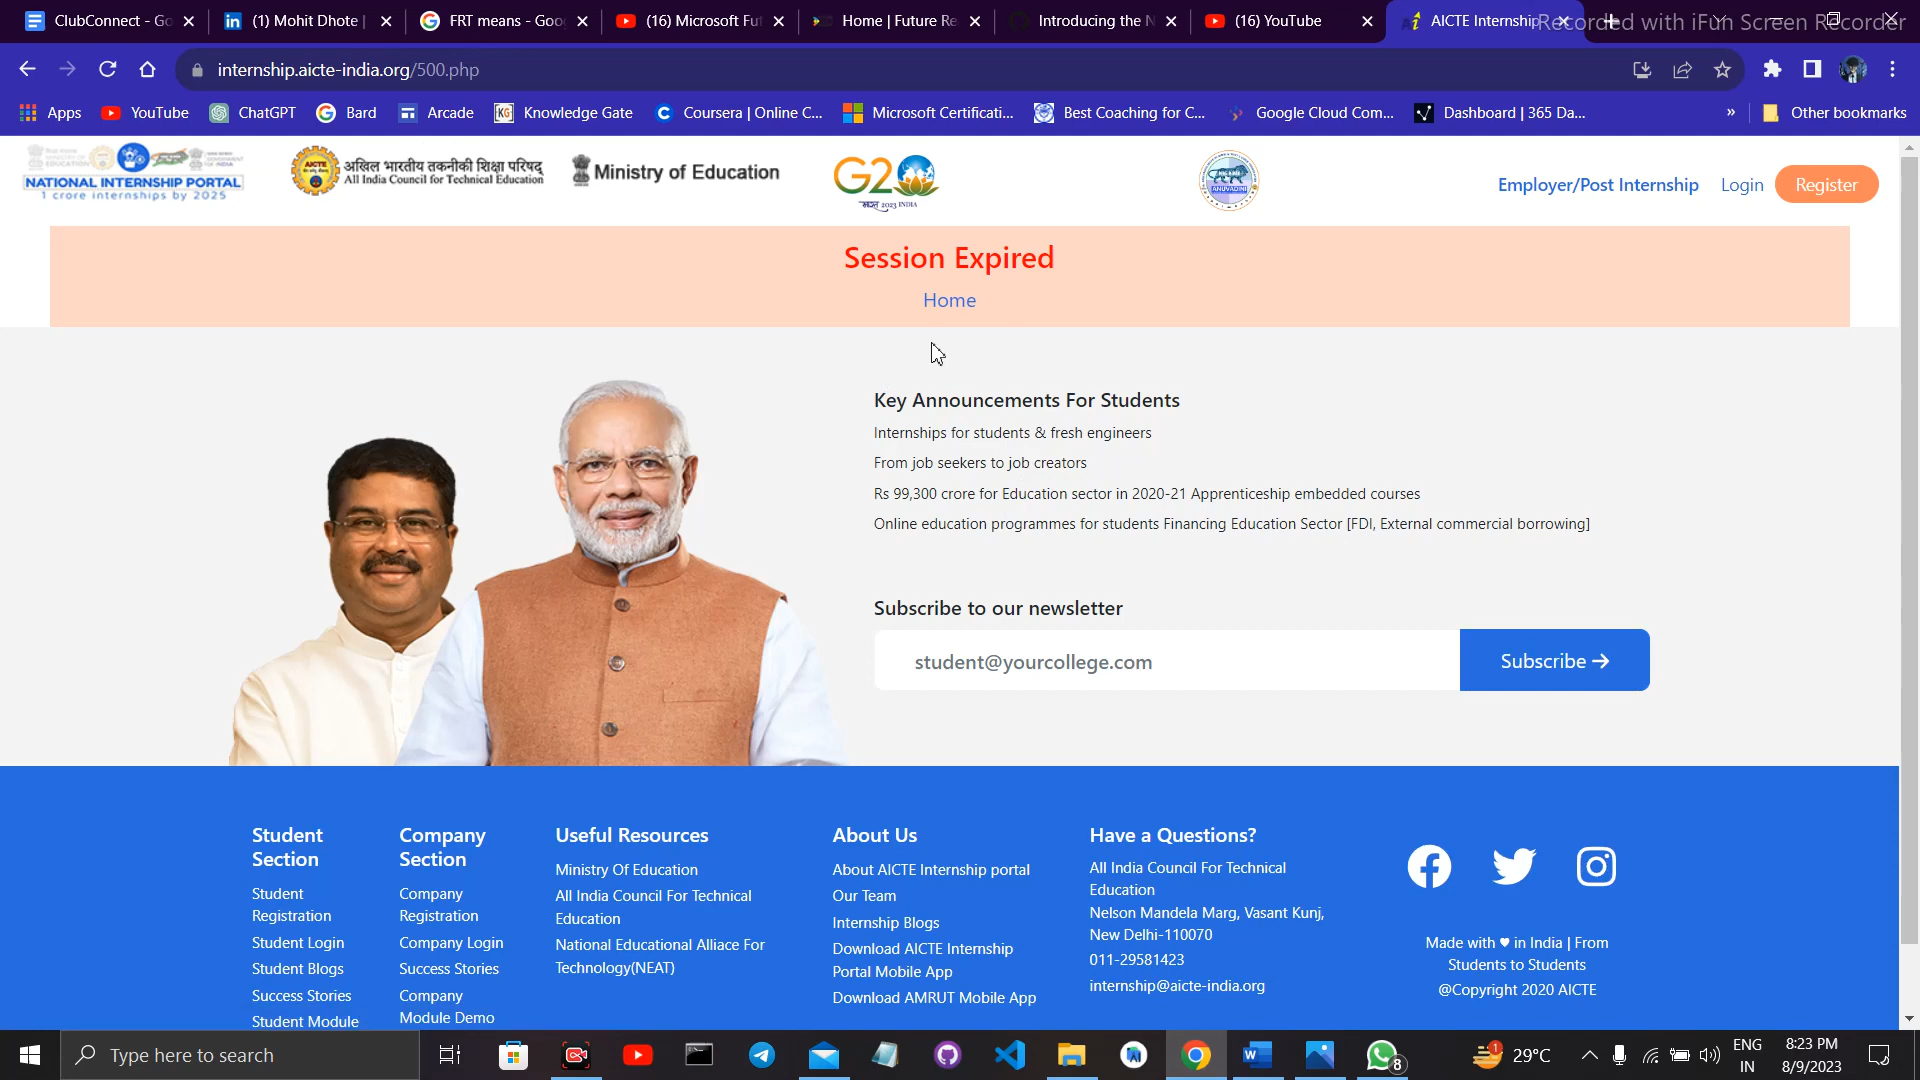 ClubConnect - Go
(1) Mohit Dhote |
FRT means - Goo
(16) Microsoft Fut
Home | Future Re
Introducing the N
(16) YouTube
AICTE Internship
Recorded with iFun Screen Recorder
internship.aicte-india.org/500.php
Apps
YouTube
ChatGPT
Bard
Arcade
Knowledge Gate
Coursera | Online C...
Microsoft Certificati...
Best Coaching for C...
Google Cloud Com...
Dashboard | 365 Da...
»
Other bookmarks
NATIONAL INTERNSHIP PORTAL
1 crore internships by 2025
AICTE
अखिल भारतीय तकनीकी शिक्षा परिषद्
All India Council for Technical Education
Ministry of Education
G20
भारत 2023 INDIA
ANUVADINI
Employer/Post Internship
Login
Register
Session Expired
Home
Key Announcements For Students
Internships for students & fresh engineers
From job seekers to job creators
Rs 99,300 crore for Education sector in 2020-21 Apprenticeship embedded courses
Online education programmes for students Financing Education Sector [FDI, External commercial borrowing]
Subscribe to our newsletter
student@yourcollege.com
Subscribe →
Student
Section
Student
Registration
Student Login
Student Blogs
Success Stories
Student Module
Company
Section
Company
Registration
Company Login
Success Stories
Company
Module Demo
Useful Resources
Ministry Of Education
All India Council For Technical
Education
National Educational Alliace For
Technology(NEAT)
About Us
About AICTE Internship portal
Our Team
Internship Blogs
Download AICTE Internship
Portal Mobile App
Download AMRUT Mobile App
Have a Questions?
All India Council For Technical
Education
Nelson Mandela Marg, Vasant Kunj,
New Delhi-110070
011-29581423
internship@aicte-india.org
Made with ♥ in India | From
Students to Students
@Copyright 2020 AICTE
Type here to search
8
1
29°C
ENG
IN
8:23 PM
8/9/2023